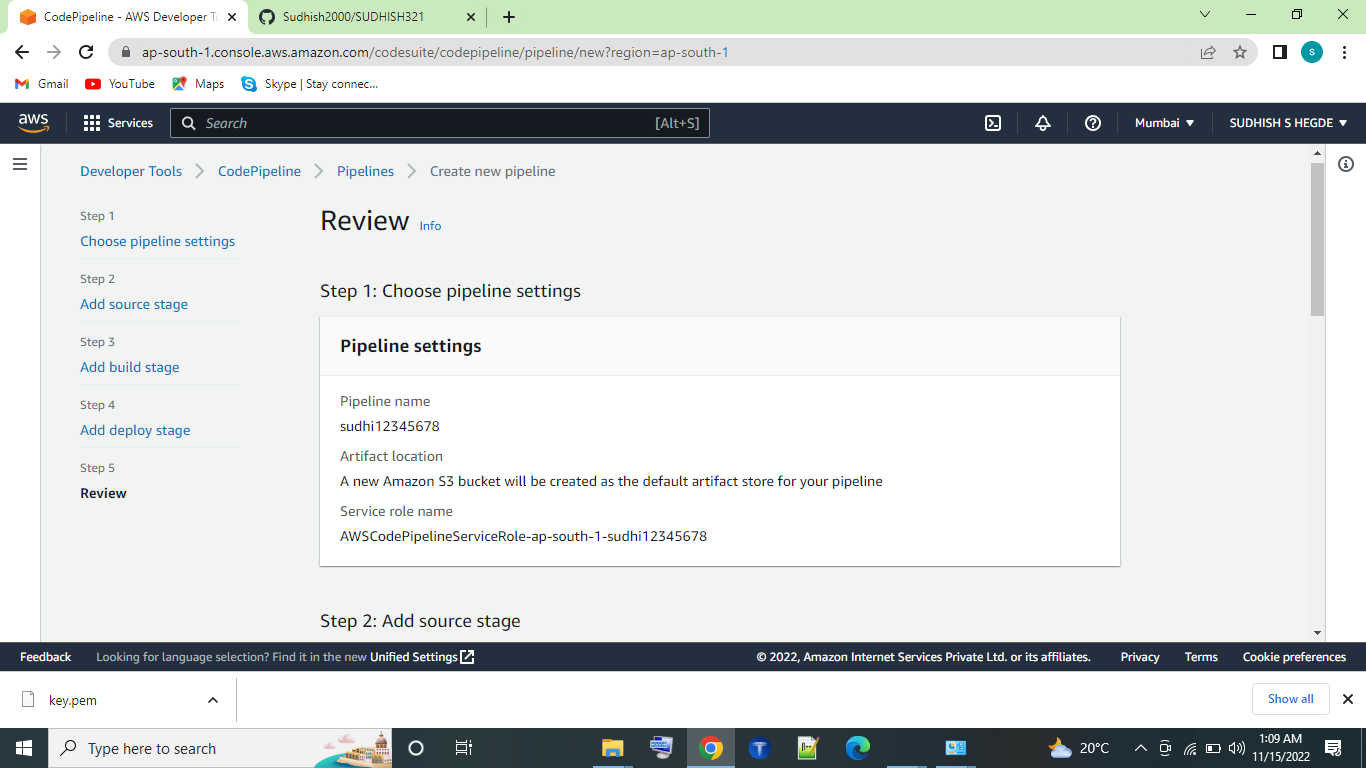 CodePipeline - AWS Developer To
Sudhish2000/SUDHISH321
ap-south-1.console.aws.amazon.com/codesuite/codepipeline/pipeline/new?region=ap-south-1
S
Gmail
YouTube
Maps
Skype | Stay connec...
aws
Services
Search
[Alt+S]
Mumbai
SUDHISH S HEGDE
Developer Tools
CodePipeline
Pipelines
Create new pipeline
Step 1
Choose pipeline settings
Step 2
Add source stage
Step 3
Add build stage
Step 4
Add deploy stage
Step 5
Review
Review Info
Step 1: Choose pipeline settings
Pipeline settings
Pipeline name
sudhi12345678
Artifact location
A new Amazon S3 bucket will be created as the default artifact store for your pipeline
Service role name
AWSCodePipelineServiceRole-ap-south-1-sudhi12345678
Step 2: Add source stage
Feedback
Looking for language selection? Find it in the new Unified Settings
© 2022, Amazon Internet Services Private Ltd. or its affiliates.
Privacy
Terms
Cookie preferences
key.pem
Show all
Type here to search
20°C
1:09 AM
11/15/2022